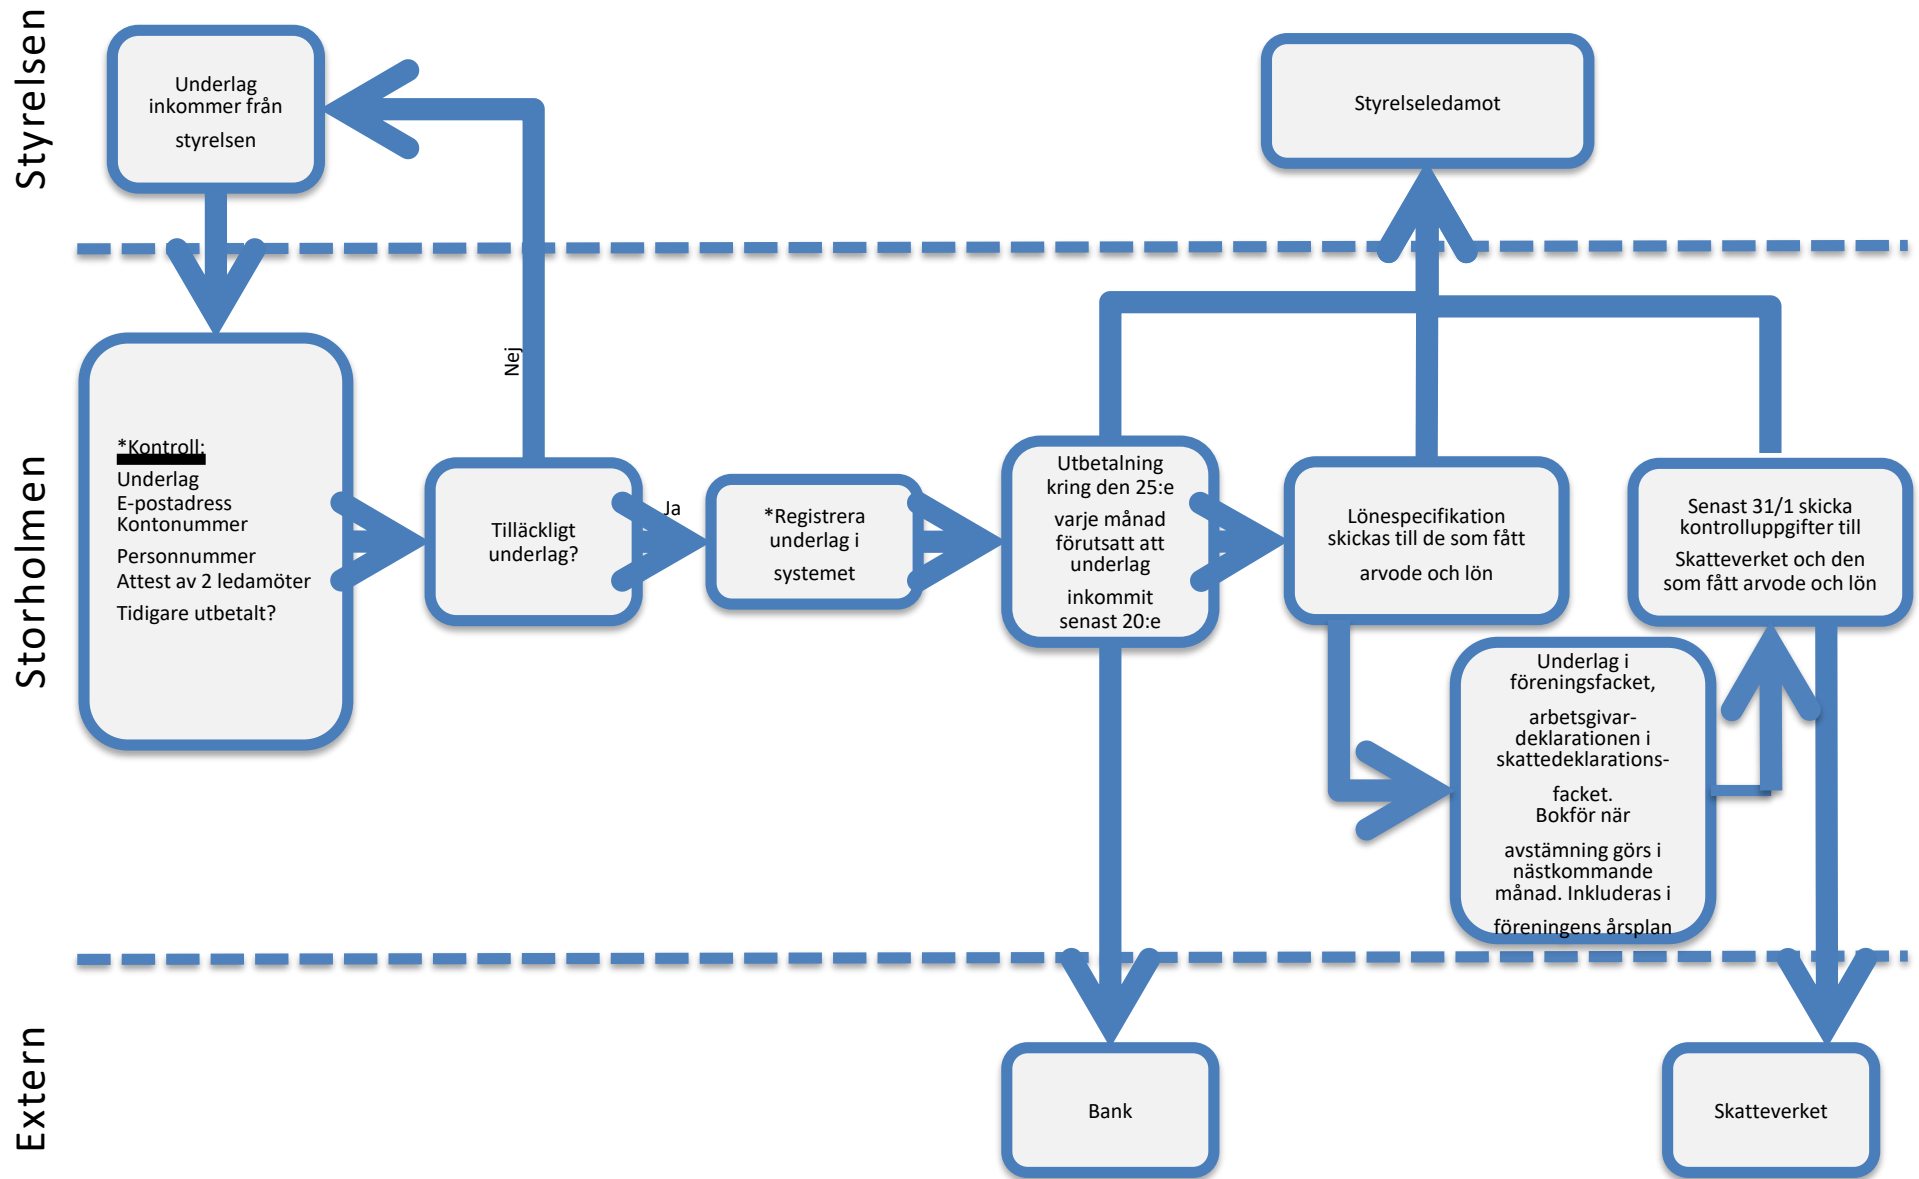 Styrelsen
Underlag
inkommer från
styrelsen
Styrelseledamot
Storholmen
*Kontroll:
Underlag
E-postadress
Kontonummer
Personnummer
Attest av 2 ledamöter
Tidigare utbetalt?
Nej
Tilläckligt
underlag?
Ja
*Registrera
underlag i
systemet
Utbetalning
kring den 25:e
varje månad
förutsatt att
underlag
inkommit
senast 20:e
Lönespecifikation
skickas till de som fått
arvode och lön
Underlag i
föreningsfacket,
arbetsgivar-
deklarationen i
skattedeklarations-
facket.
Bokför när
avstämning görs i
nästkommande
månad. Inkluderas i
föreningens årsplan
Senast 31/1 skicka
kontrolluppgifter till
Skatteverket och den
som fått arvode och lön
Extern
Bank
Skatteverket